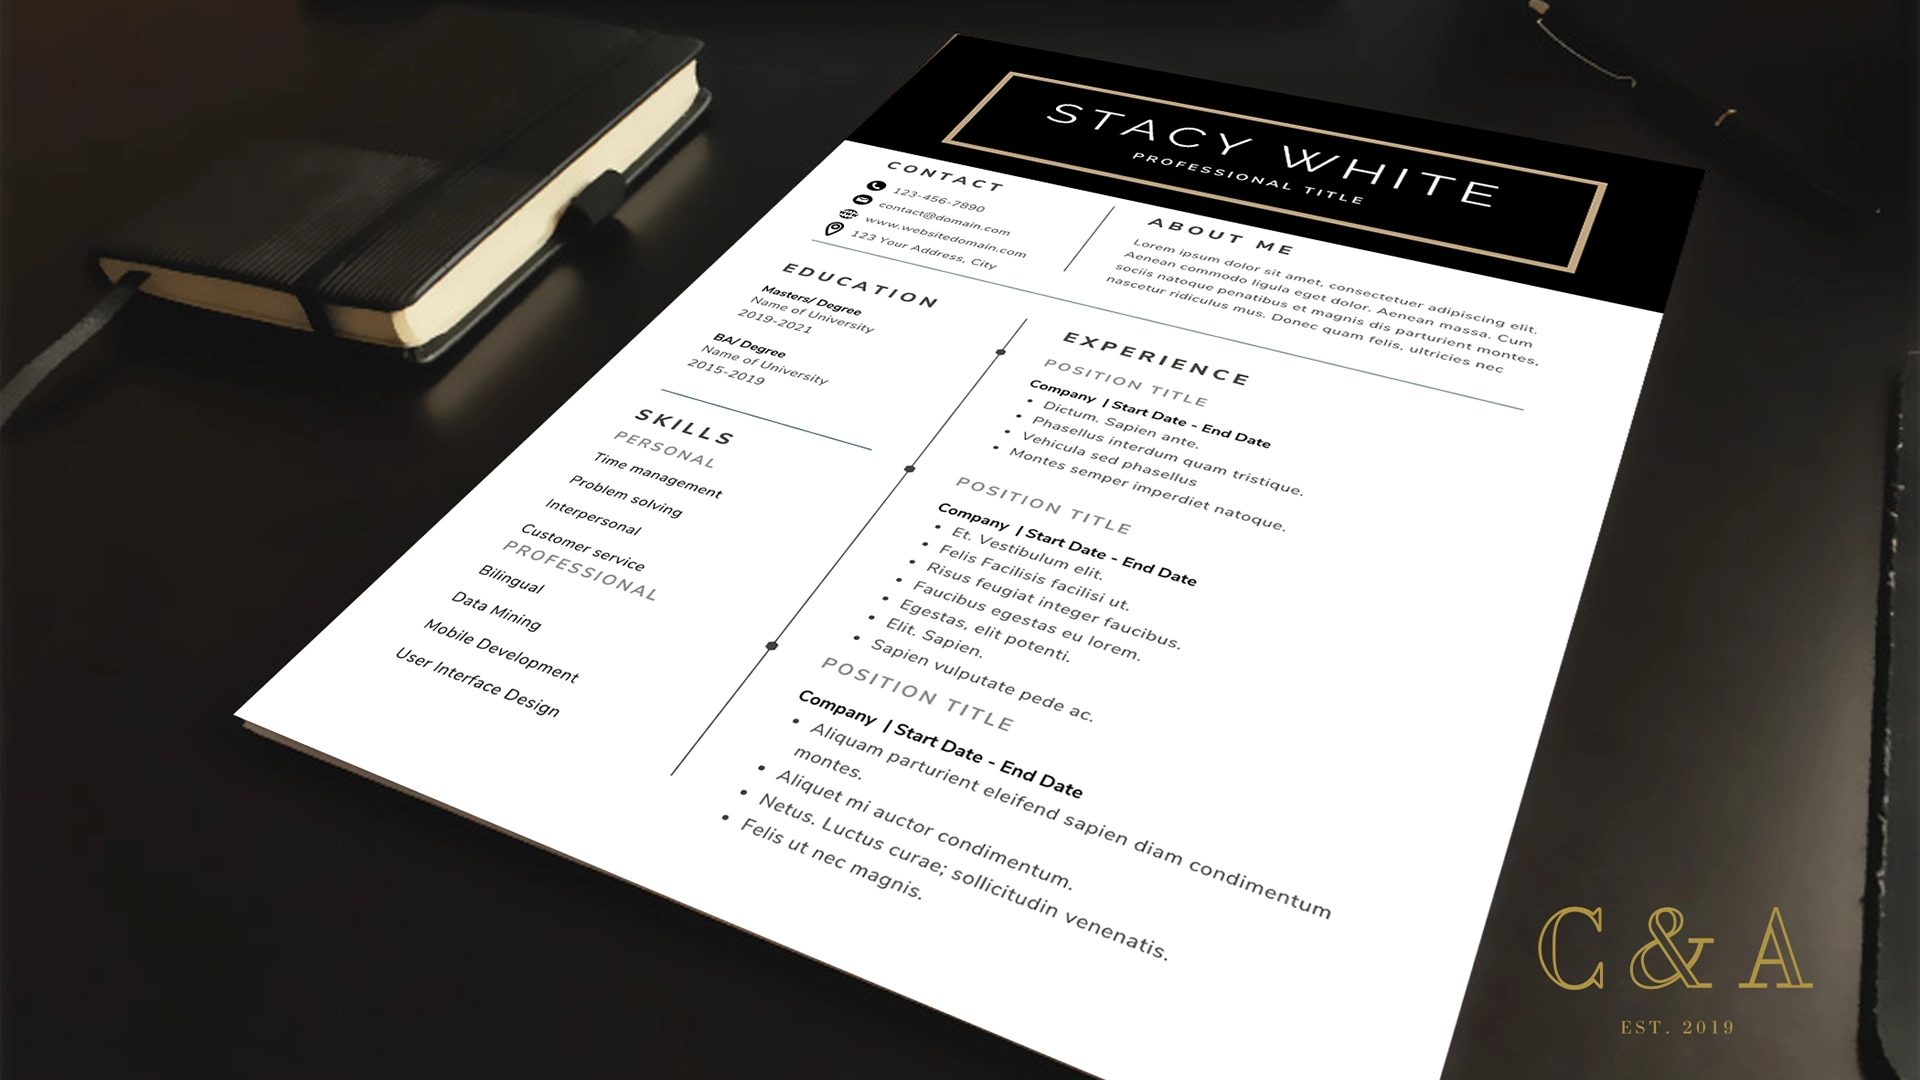 STACY WHITE
PROFESSIONAL TITLE
CONTACT
123-456-7890
contact@domain.com
www.websitedomain.com
123 Your Address, City
ABOUT ME
Lorem ipsum dolor sit amet, consectetuer adipiscing elit.
Aenean commodo ligula eget dolor. Aenean massa. Cum
sociis natoque penatibus et magnis dis parturient montes,
nascetur ridiculus mus. Donec quam felis, ultricies nec
EDUCATION
Masters/ Degree
Name of University
2019-2021
BA/ Degree
Name of University
2015-2019
SKILLS
PERSONAL
Time management
Problem solving
Interpersonal
Customer service
PROFESSIONAL
Bilingual
Data Mining
Mobile Development
User Interface Design
EXPERIENCE
POSITION TITLE
Company | Start Date - End Date
• Dictum. Sapien ante.
• Phasellus interdum quam tristique.
• Vehicula sed phasellus
• Montes semper imperdiet natoque.
POSITION TITLE
Company | Start Date - End Date
• Et. Vestibulum elit.
• Felis Facilisis facilisi ut.
• Risus feugiat integer faucibus.
• Faucibus egestas eu lorem.
• Egestas, elit potenti.
• Elit. Sapien.
• Sapien vulputate pede ac.
POSITION TITLE
Company | Start Date - End Date
• Aliquam parturient eleifend sapien diam condimentum
montes.
• Aliquet mi auctor condimentum.
• Netus. Luctus curae; sollicitudin venenatis.
• Felis ut nec magnis.
C & A
EST. 2019